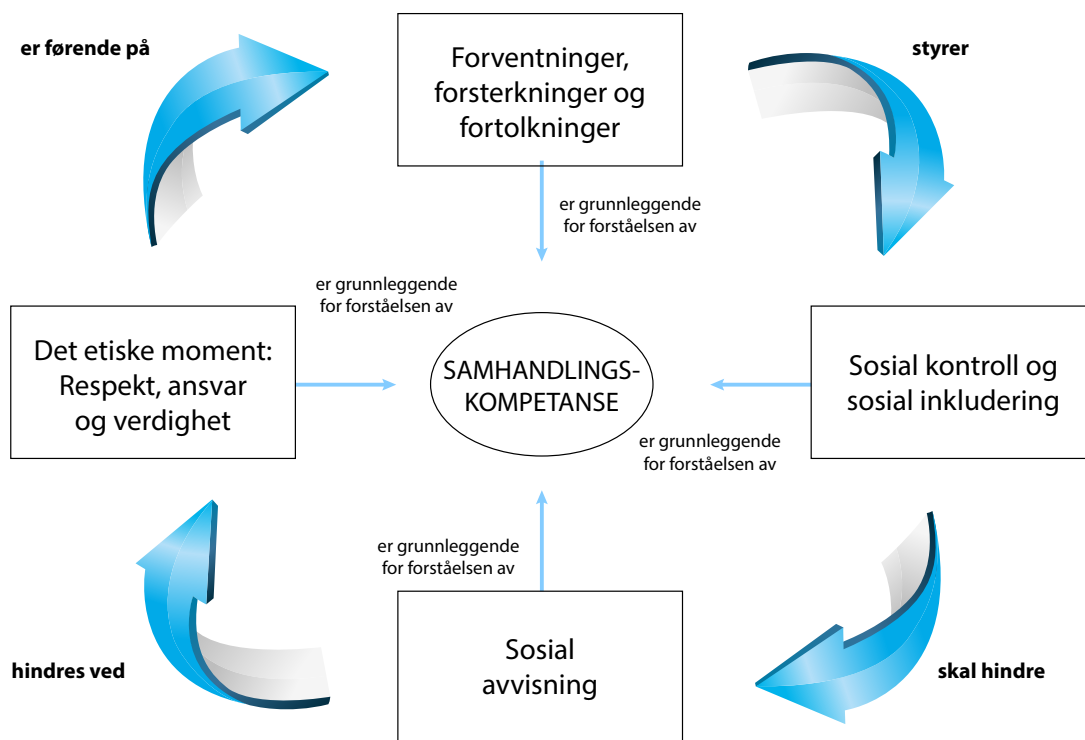 er førende på
Forventninger,
forsterkninger og
fortolkninger
styrer
er grunnleggende
for forståelsen av
er grunnleggende
for forståelsen av
Det etiske moment:
Respekt, ansvar
og verdighet
SAMHANDLINGS-
KOMPETANSE
Sosial kontroll og
sosial inkludering
er grunnleggende
for forståelsen av
er grunnleggende
for forståelsen av
hindres ved
Sosial
avvisning
skal hindre